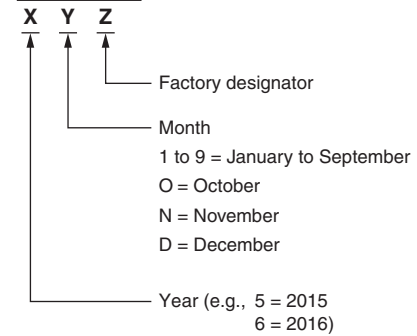 X Y Z
Factory designator
Month
1 to 9 = January to September
O = October
N = November
D = December
Year (e.g., 5 = 2015
6 = 2016)